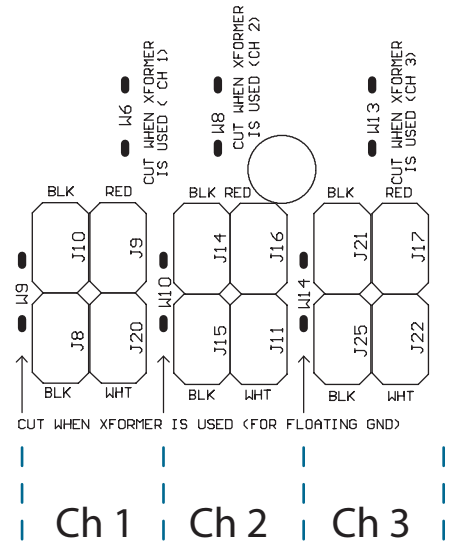 W6
CUT WHEN XFORMER
IS USED ( CH 1)
W8
CUT WHEN XFORMER
IS USED (CH 2)
W13
CUT WHEN XFORMER
IS USED (CH 3)
BLK RED
BLK RED
BLK RED
J10 J9
J14 J16
J21 J17
W9
W10
W14
J8 J20
J15 J11
J25 J22
BLK WHT
BLK WHT
BLK WHT
CUT WHEN XFORMER IS USED (FOR FLOATING GND)
Ch 1 Ch 2 Ch 3